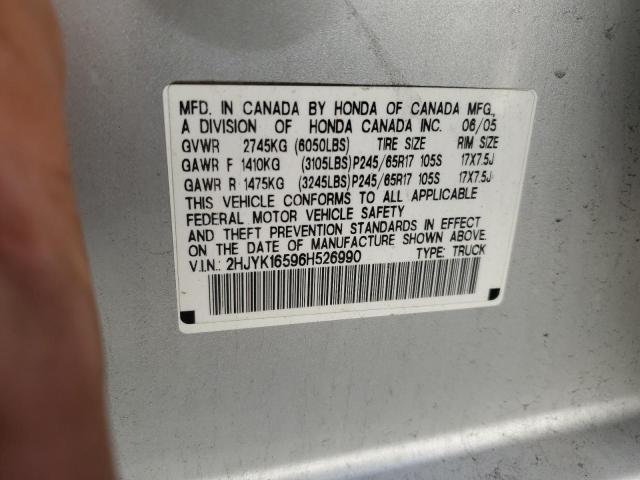 MFD. IN CANADA BY HONDA OF CANADA MFG.,
A DIVISION OF HONDA CANADA INC. 06/05
GVWR 2745KG (6050LBS) TIRE SIZE RIM SIZE
GAWR F 1410KG (3105LBS) P245/65R17 105S 17X7.5J
GAWR R 1475KG (3245LBS) P245/65R17 105S 17X7.5J
THIS VEHICLE CONFORMS TO ALL APPLICABLE
FEDERAL MOTOR VEHICLE SAFETY
AND THEFT PREVENTION STANDARDS IN EFFECT
ON THE DATE OF MANUFACTURE SHOWN ABOVE.
V.I.N.: 2HJYK16596H526990 TYPE: TRUCK